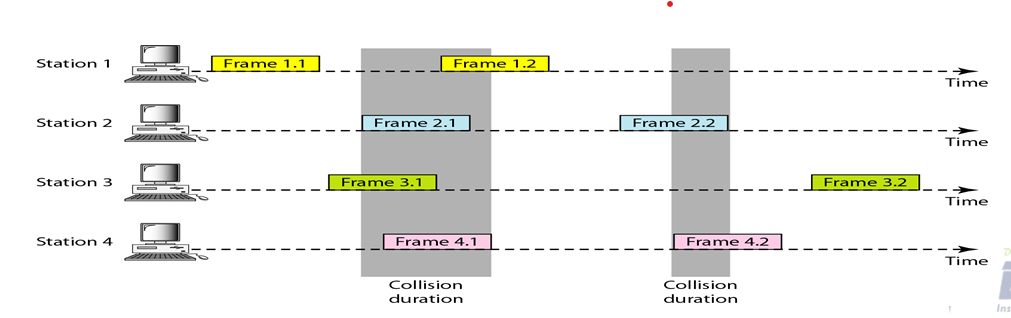 Station 1
Frame 1.1
Frame 1.2
Time
Station 2
Frame 2.1
Frame 2.2
Time
Station 3
Frame 3.1
Frame 3.2
Time
Station 4
Frame 4.1
Frame 4.2
Time
Collision
duration
Collision
duration
1